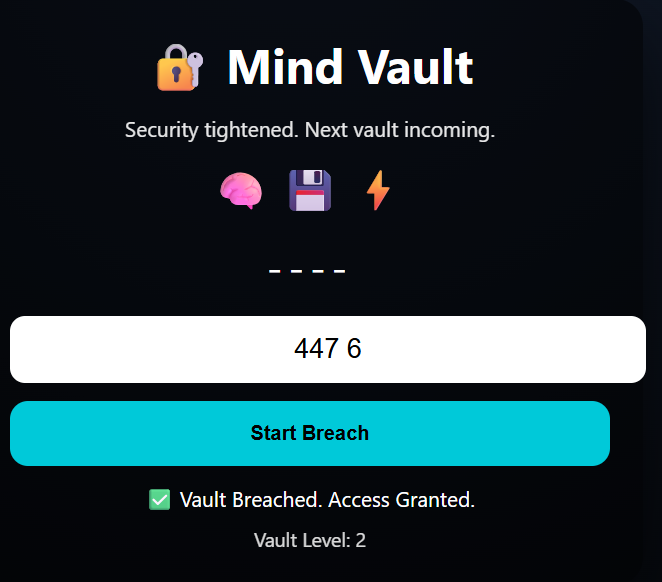 Mind Vault
Security tightened. Next vault incoming.
- - - -
447 6
Start Breach
Vault Breached. Access Granted.
Vault Level: 2